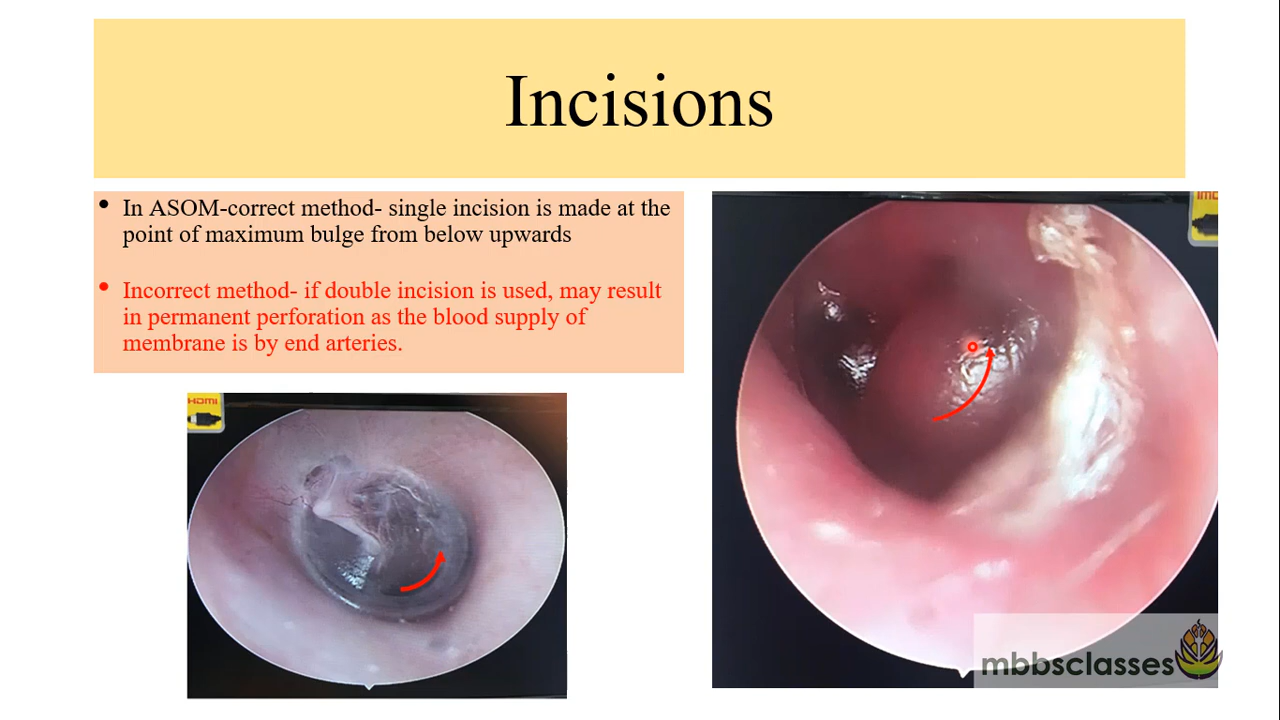 Incisions
• In ASOM-correct method- single incision is made at the
point of maximum bulge from below upwards
• Incorrect method- if double incision is used, may result
in permanent perforation as the blood supply of
membrane is by end arteries.
HDMI
mbbsclasses